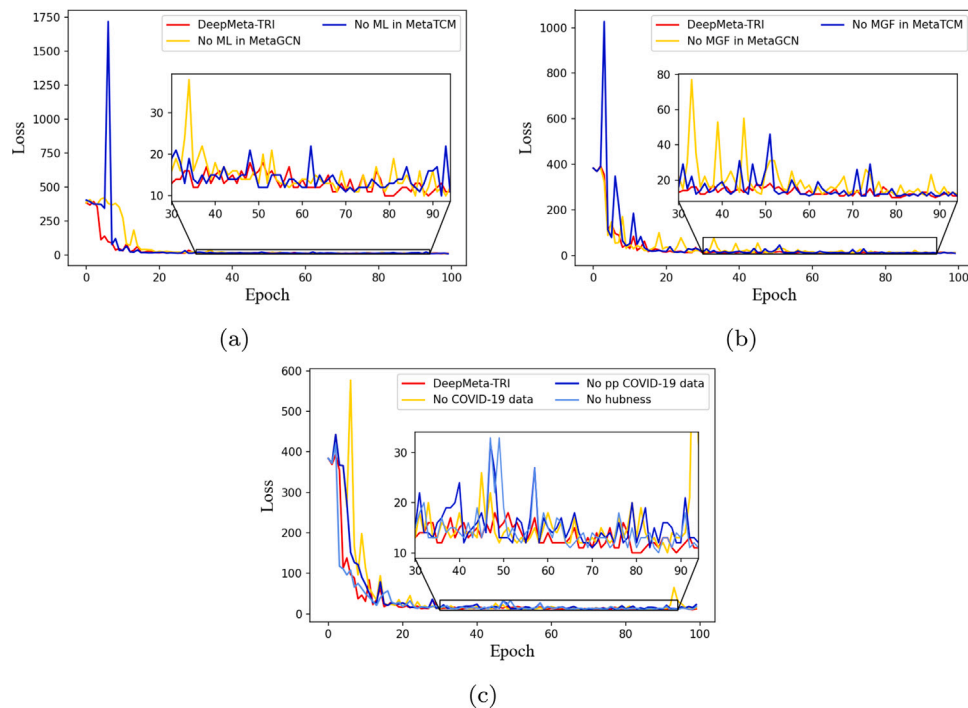 DeepMeta-TRI
No ML in MetaGCN
No ML in MetaTCM
1750
1500
1250
1000
750
500
250
0
Loss
30
20
10
30 40 50 60 70 80 90
0 20 40 60 80 100
Epoch
(a)
DeepMeta-TRI
No MGF in MetaGCN
No MGF in MetaTCM
1000
800
600
400
200
0
Loss
80
60
40
20
30 40 50 60 70 80 90
0 20 40 60 80 100
Epoch
(b)
DeepMeta-TRI
No COVID-19 data
No pp COVID-19 data
No hubness
600
500
400
300
200
100
0
Loss
30
20
10
30 40 50 60 70 80 90
0 20 40 60 80 100
Epoch
(c)